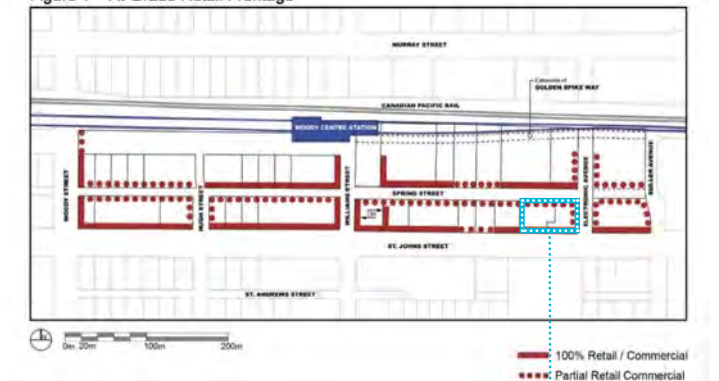 MURRAY STREET
Extension of
GOLDEN SPIKE WAY
CANADIAN PACIFIC RAIL
MOODY CENTRE STATION
MOODY STREET
HUGH STREET
WILLIAMS STREET
SPRING STREET
ELECTRONIC AVENUE
BULLER AVENUE
ST. JOHNS STREET
ST. ANDREWS STREET
0m 20m 100m 200m
100% Retail / Commercial
Partial Retail Commercial